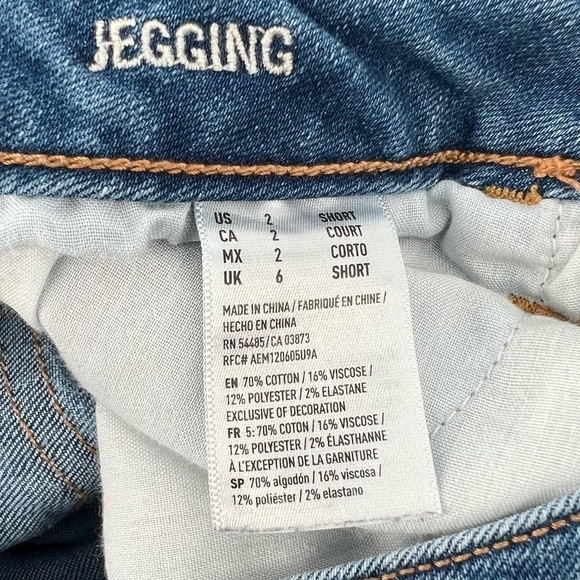 JEGGING
US 2 SHORT
CA 2 COURT
MX 2 CORTO
UK 6 SHORT
MADE IN CHINA / FABRIQUÉ EN CHINE /
HECHO EN CHINA
RN 54485/CA 03873
RFC# AEM120605U9A
EN 70% COTTON / 16% VISCOSE /
12% POLYESTER / 2% ELASTANE
EXCLUSIVE OF DECORATION
FR 5: 70% COTON / 16% VISCOSE /
12% POLYESTER / 2% ÉLASTHANNE
À L'EXCEPTION DE LA GARNITURE
SP 70% algodón / 16% viscosa /
12% poliéster / 2% elastano